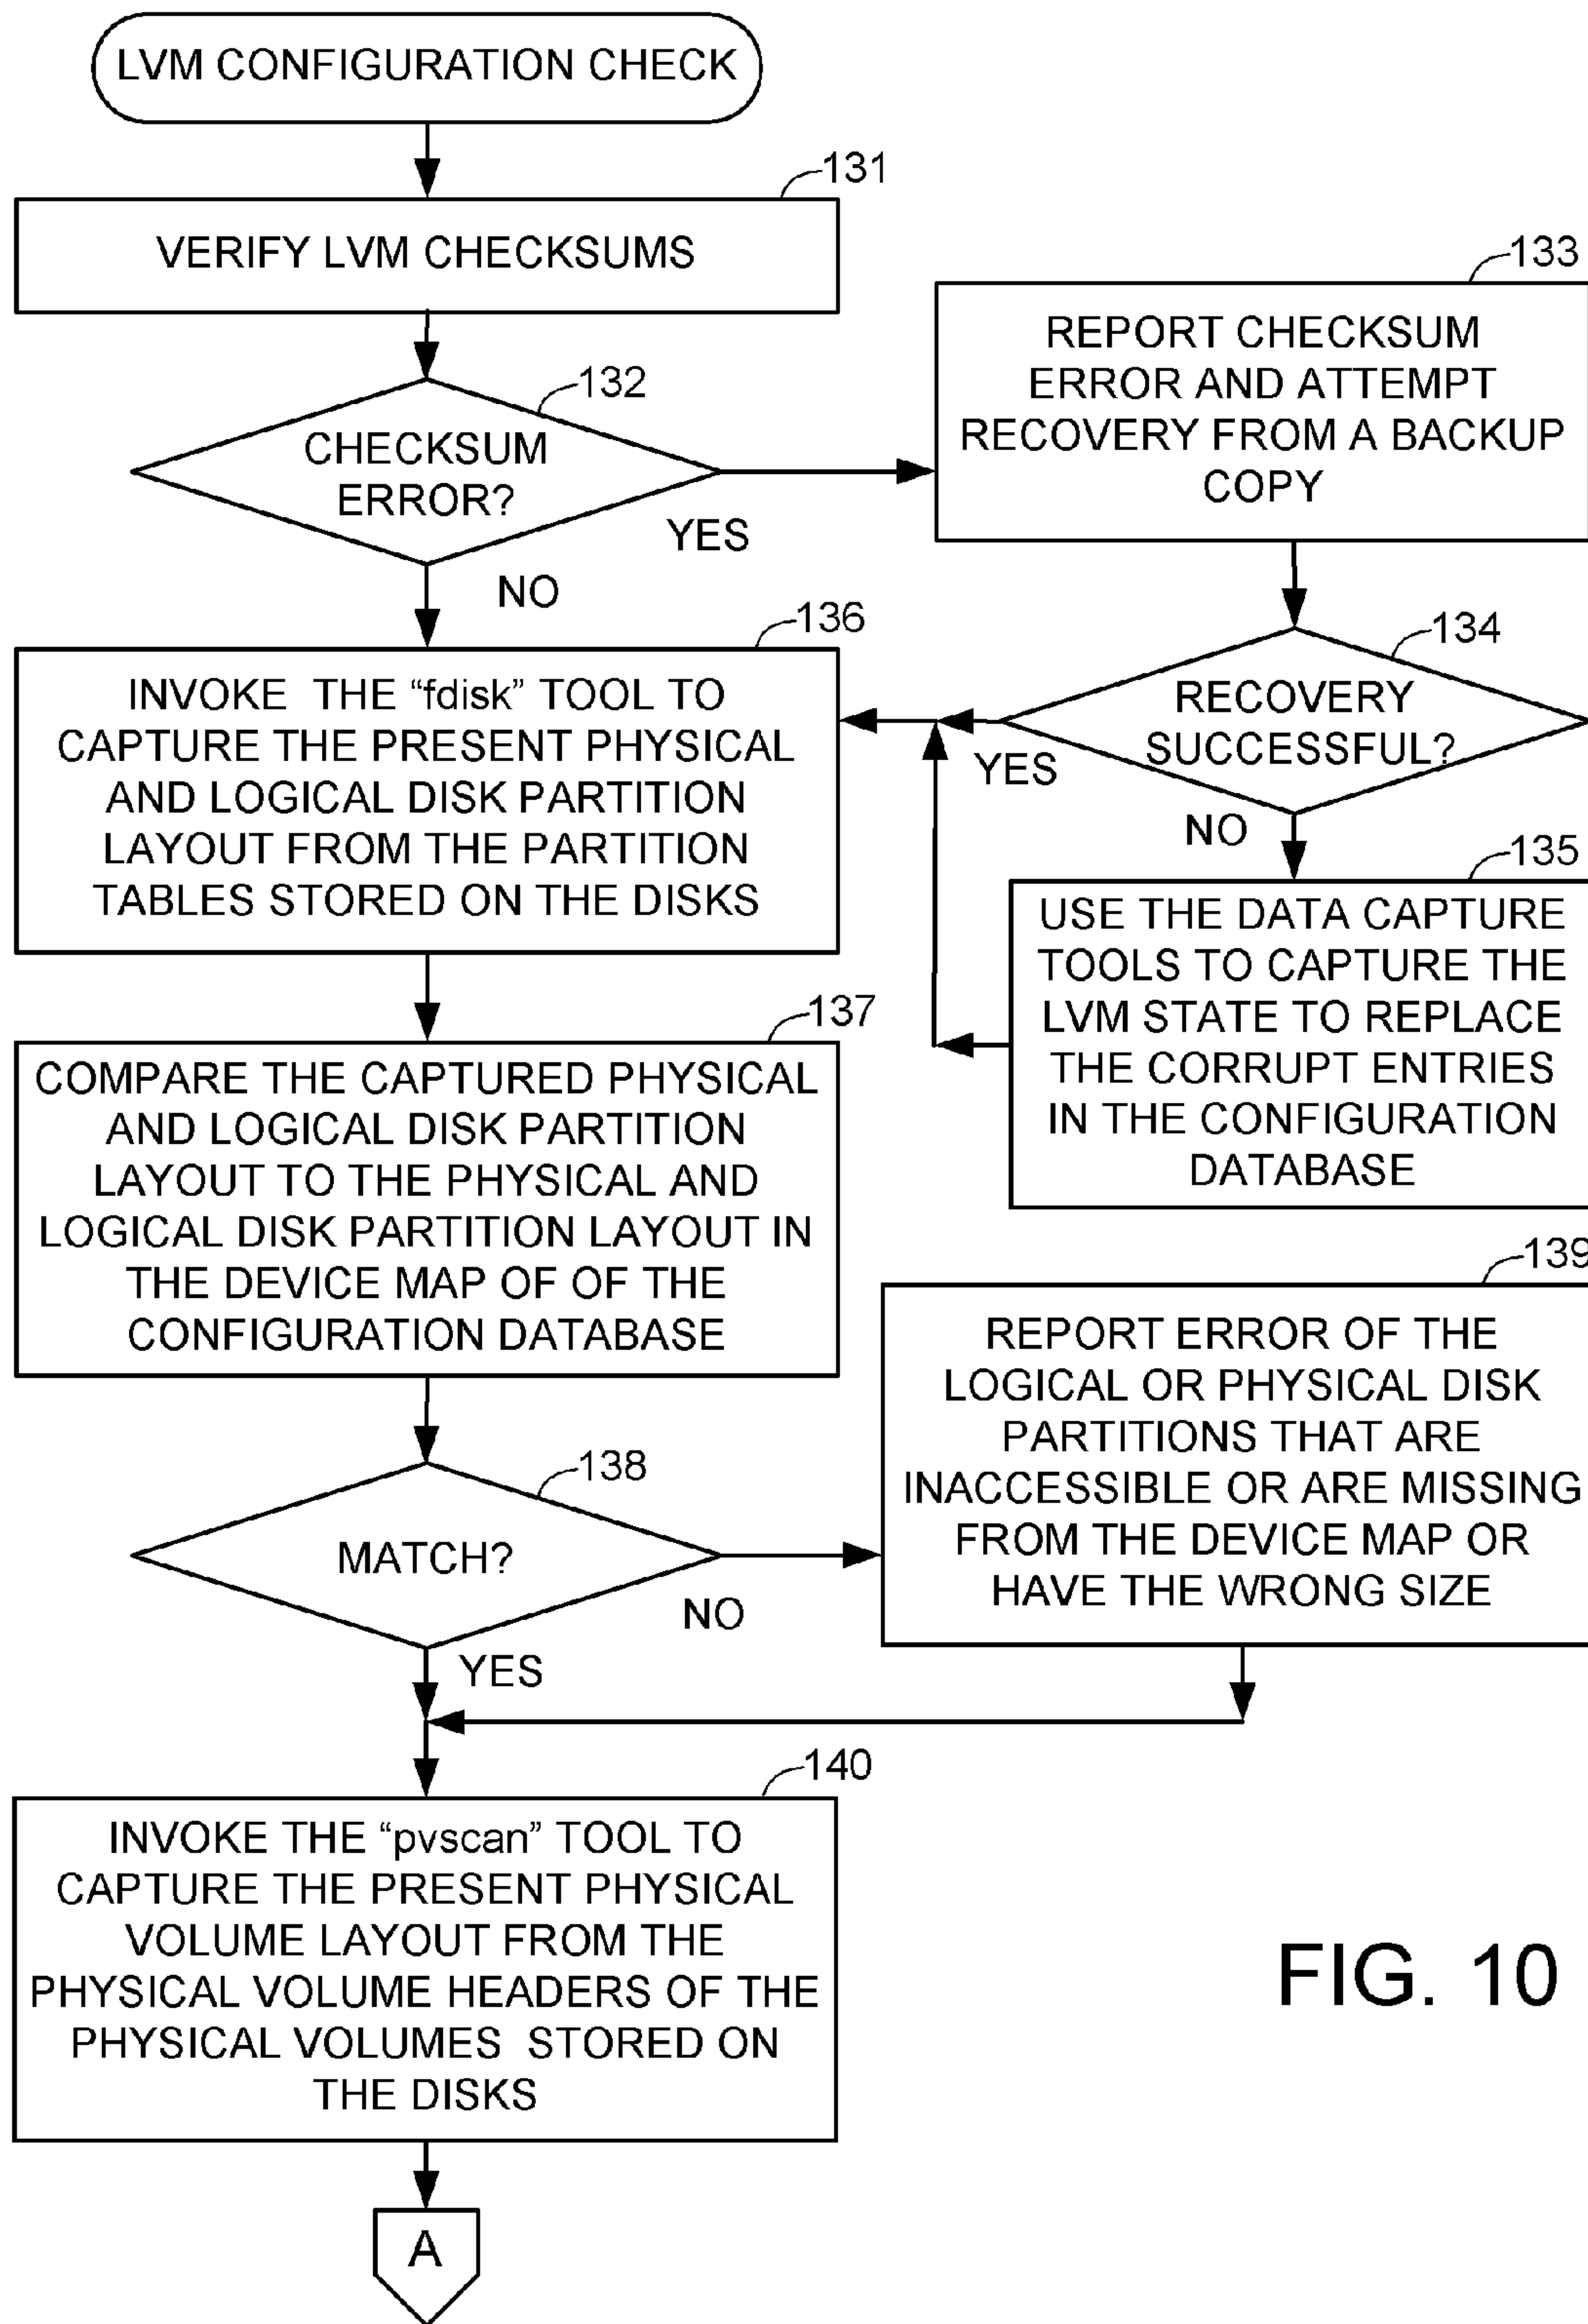 LVM CONFIGURATION CHECK
131
VERIFY LVM CHECKSUMS
132
CHECKSUM
ERROR?
YES
NO
133
REPORT CHECKSUM
ERROR AND ATTEMPT
RECOVERY FROM A BACKUP
COPY
134
RECOVERY
SUCCESSFUL?
YES
NO
135
USE THE DATA CAPTURE
TOOLS TO CAPTURE THE
LVM STATE TO REPLACE
THE CORRUPT ENTRIES
IN THE CONFIGURATION
DATABASE
136
INVOKE THE “fdisk” TOOL TO
CAPTURE THE PRESENT PHYSICAL
AND LOGICAL DISK PARTITION
LAYOUT FROM THE PARTITION
TABLES STORED ON THE DISKS
137
COMPARE THE CAPTURED PHYSICAL
AND LOGICAL DISK PARTITION
LAYOUT TO THE PHYSICAL AND
LOGICAL DISK PARTITION LAYOUT IN
THE DEVICE MAP OF OF THE
CONFIGURATION DATABASE
138
MATCH?
NO
YES
139
REPORT ERROR OF THE
LOGICAL OR PHYSICAL DISK
PARTITIONS THAT ARE
INACCESSIBLE OR ARE MISSING
FROM THE DEVICE MAP OR
HAVE THE WRONG SIZE
140
INVOKE THE “pvscan” TOOL TO
CAPTURE THE PRESENT PHYSICAL
VOLUME LAYOUT FROM THE
PHYSICAL VOLUME HEADERS OF THE
PHYSICAL VOLUMES STORED ON
THE DISKS
A
FIG. 10